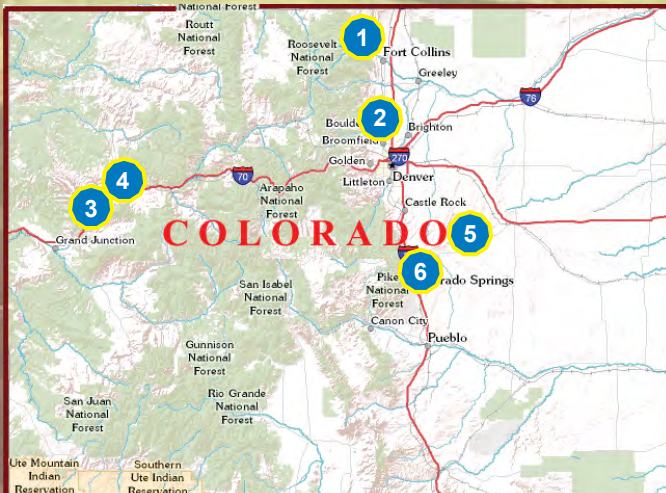 National Forest
Routt
National
Forest
Roosevelt
National
Forest
1
Fort Collins
Greeley
76
2
Boulde
Brighton
Broomfield
270
Golden
Denver
Littleton
4
70
Arapaho
National
Forest
3
Castle Rock
COLORADO
5
Grand Junction
6
Pike
National
Forest
rado Springs
San Isabel
National
Forest
Canon City
Pueblo
Gunnison
National
Forest
San Juan
National
Forest
Rio Grande
National
Forest
Ute Mountain
Indian
Reservation
Southern
Ute Indian
Reservation